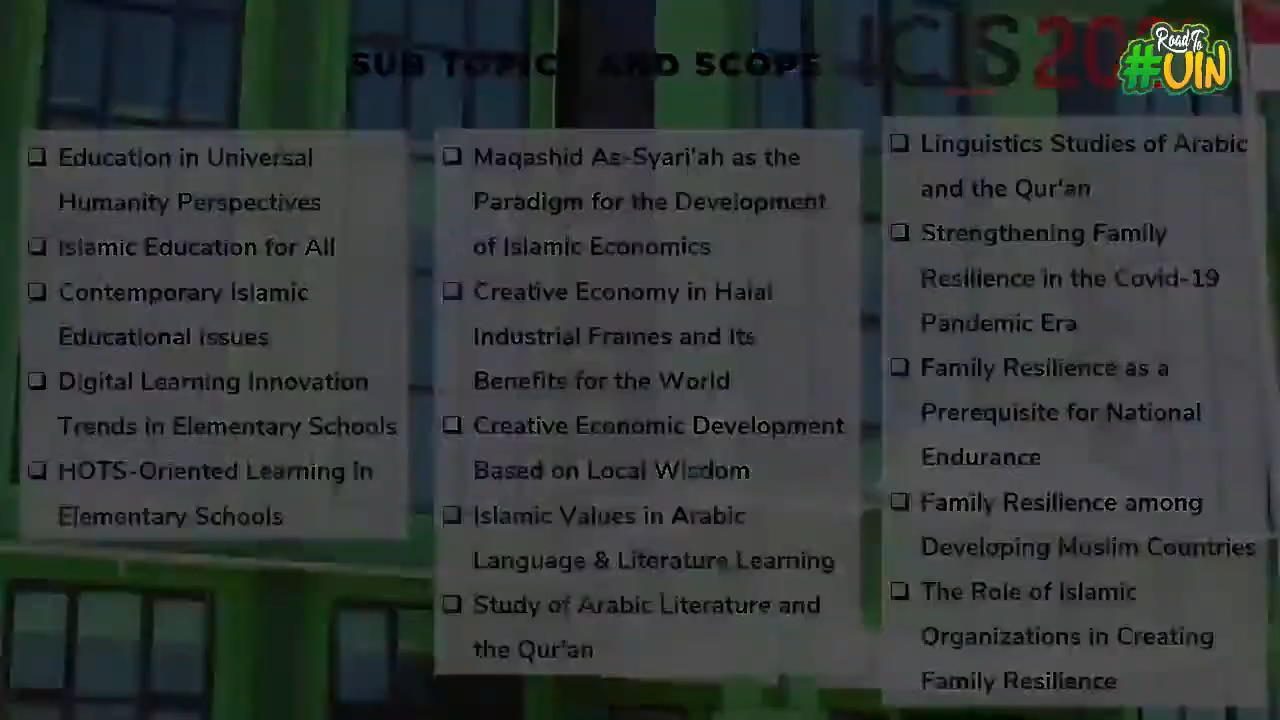 SUB TOPIC AND SCOPE
ICIS 20
Road To
#UIN
❑ Education in Universal
Humanity Perspectives
❑ Islamic Education for All
❑ Contemporary Islamic
Educational Issues
❑ Digital Learning Innovation
Trends in Elementary Schools
❑ HOTS-Oriented Learning in
Elementary Schools
❑ Maqashid As-Syari'ah as the
Paradigm for the Development
of Islamic Economics
❑ Creative Economy in Halal
Industrial Frames and Its
Benefits for the World
❑ Creative Economic Development
Based on Local Wisdom
❑ Islamic Values in Arabic
Language & Literature Learning
❑ Study of Arabic Literature and
the Qur'an
❑ Linguistics Studies of Arabic
and the Qur'an
❑ Strengthening Family
Resilience in the Covid-19
Pandemic Era
❑ Family Resilience as a
Prerequisite for National
Endurance
❑ Family Resilience among
Developing Muslim Countries
❑ The Role of Islamic
Organizations in Creating
Family Resilience